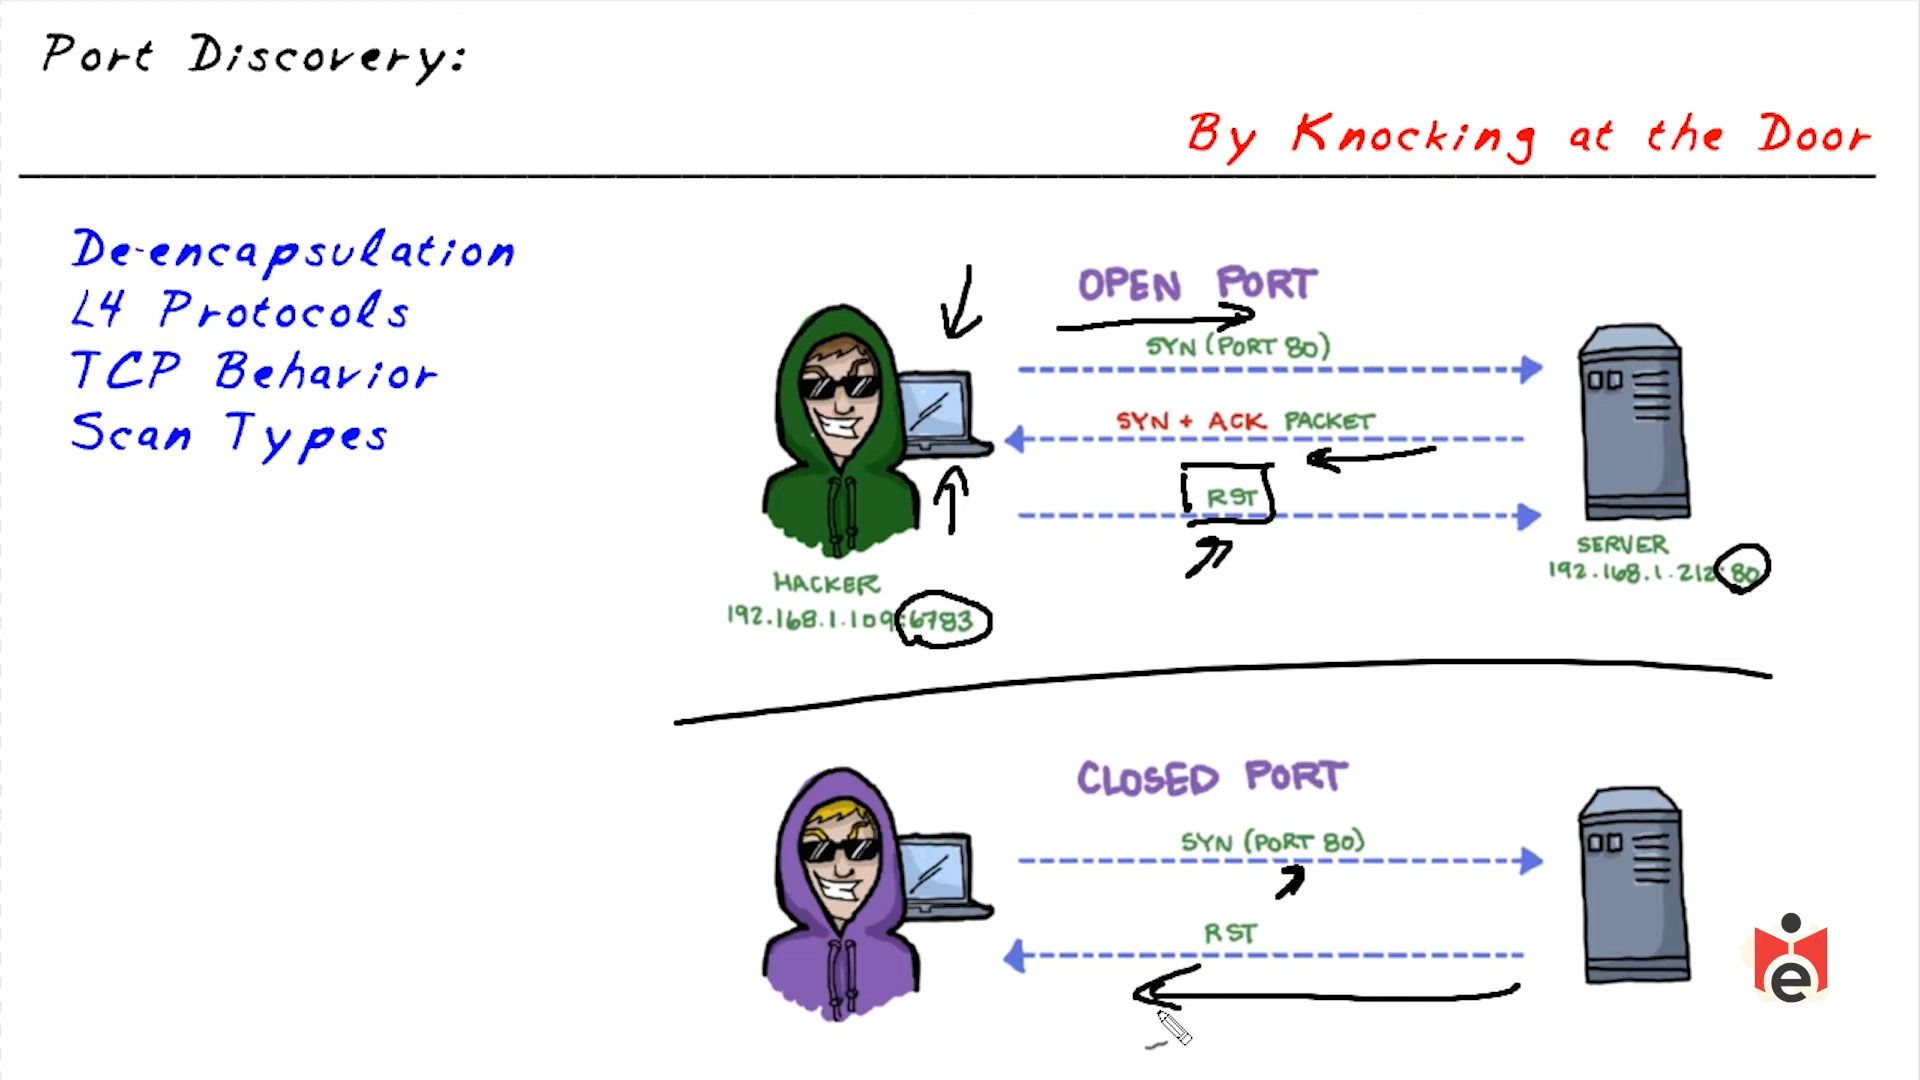 Port Discovery:
By Knocking at the Door
De-encapsulation
L4 Protocols
TCP Behavior
Scan Types
OPEN PORT
SYN (PORT 80)
SYN + ACK PACKET
RST
HACKER
192.168.1.109:6783
SERVER
192.168.1.212:80
CLOSED PORT
SYN (PORT 80)
RST
e